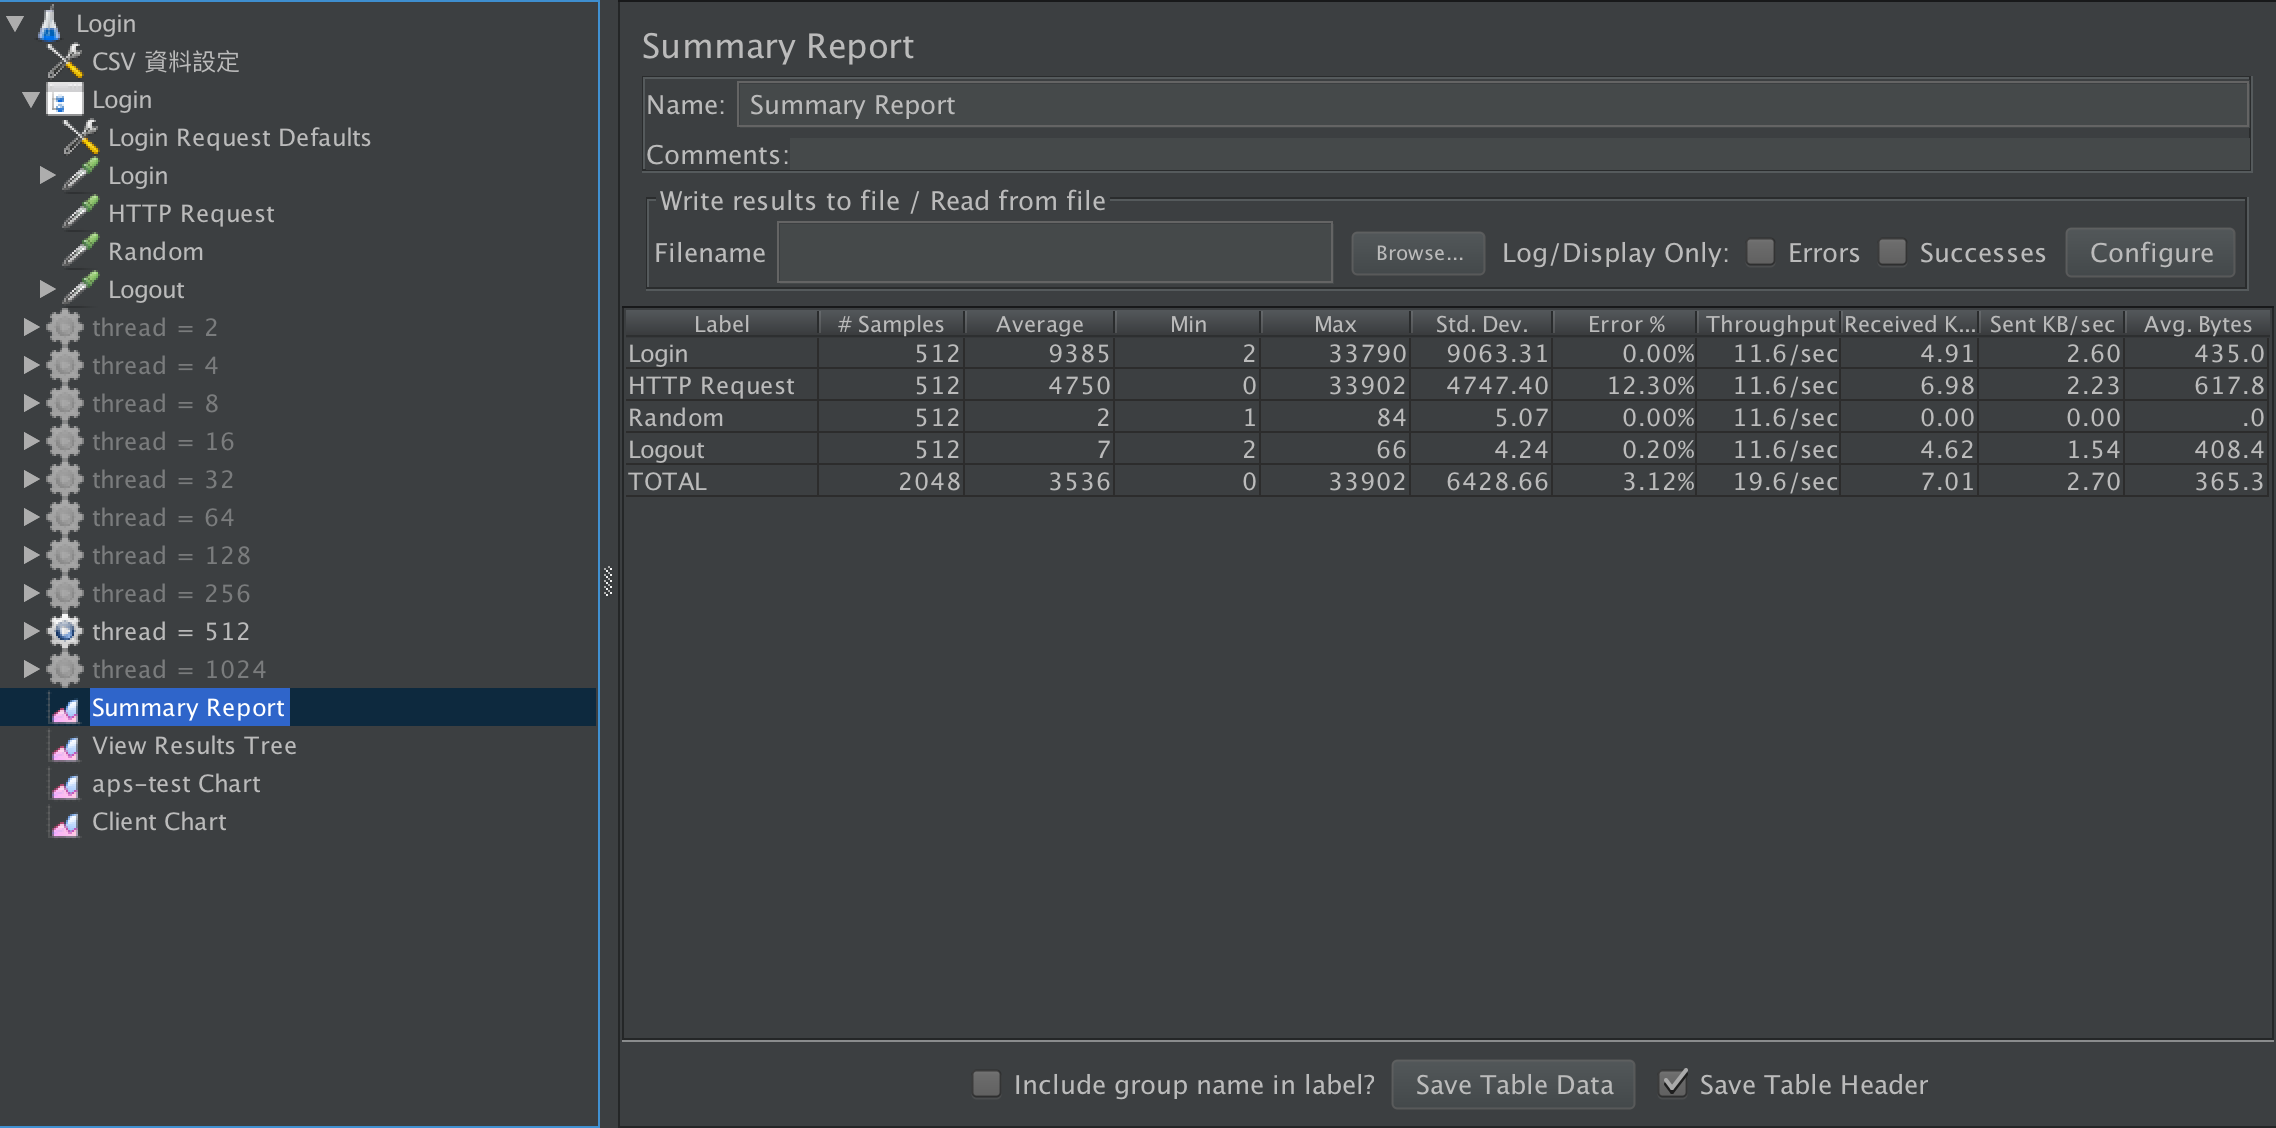 Login
CSV 資料設定
Login
Login Request Defaults
Login
HTTP Request
Random
Logout
thread = 2
thread = 4
thread = 8
thread = 16
thread = 32
thread = 64
thread = 128
thread = 256
thread = 512
thread = 1024
Summary Report
View Results Tree
aps-test Chart
Client Chart
Summary Report
Name: Summary Report
Comments:
Write results to file / Read from file
Filename Browse... Log/Display Only: Errors Successes Configure
Label # Samples Average Min Max Std. Dev. Error % Throughput Received K... Sent KB/sec Avg. Bytes
Login 512 9385 2 33790 9063.31 0.00% 11.6/sec 4.91 2.60 435.0
HTTP Request 512 4750 0 33902 4747.40 12.30% 11.6/sec 6.98 2.23 617.8
Random 512 2 1 84 5.07 0.00% 11.6/sec 0.00 0.00 .0
Logout 512 7 2 66 4.24 0.20% 11.6/sec 4.62 1.54 408.4
TOTAL 2048 3536 0 33902 6428.66 3.12% 19.6/sec 7.01 2.70 365.3
Include group name in label? Save Table Data Save Table Header